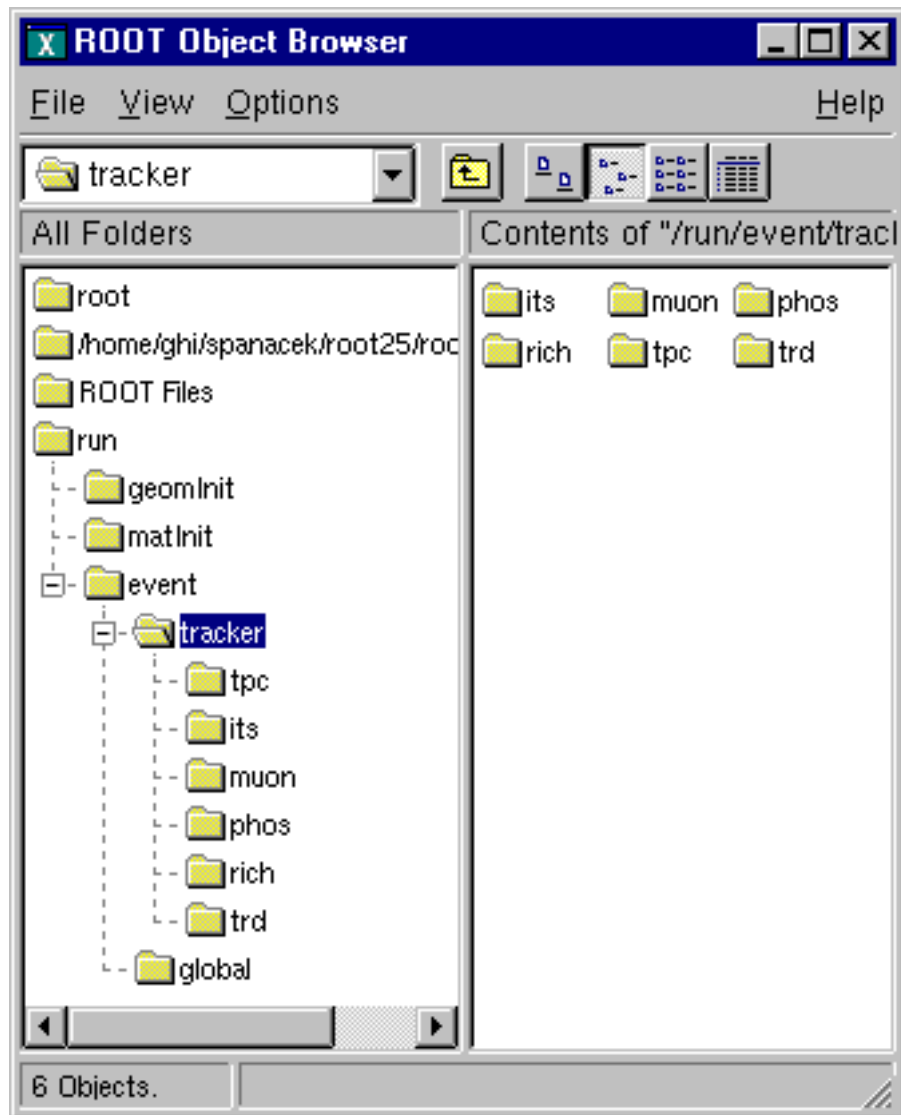 X ROOT Object Browser
File View Options Help
tracker
All Folders
root
/home/ghi/spanacek/root25/roc
ROOT Files
run
geomInit
matInit
event
tracker
tpc
its
muon
phos
rich
trd
global
Contents of "/run/event/tracl
its muon phos
rich tpc trd
6 Objects.